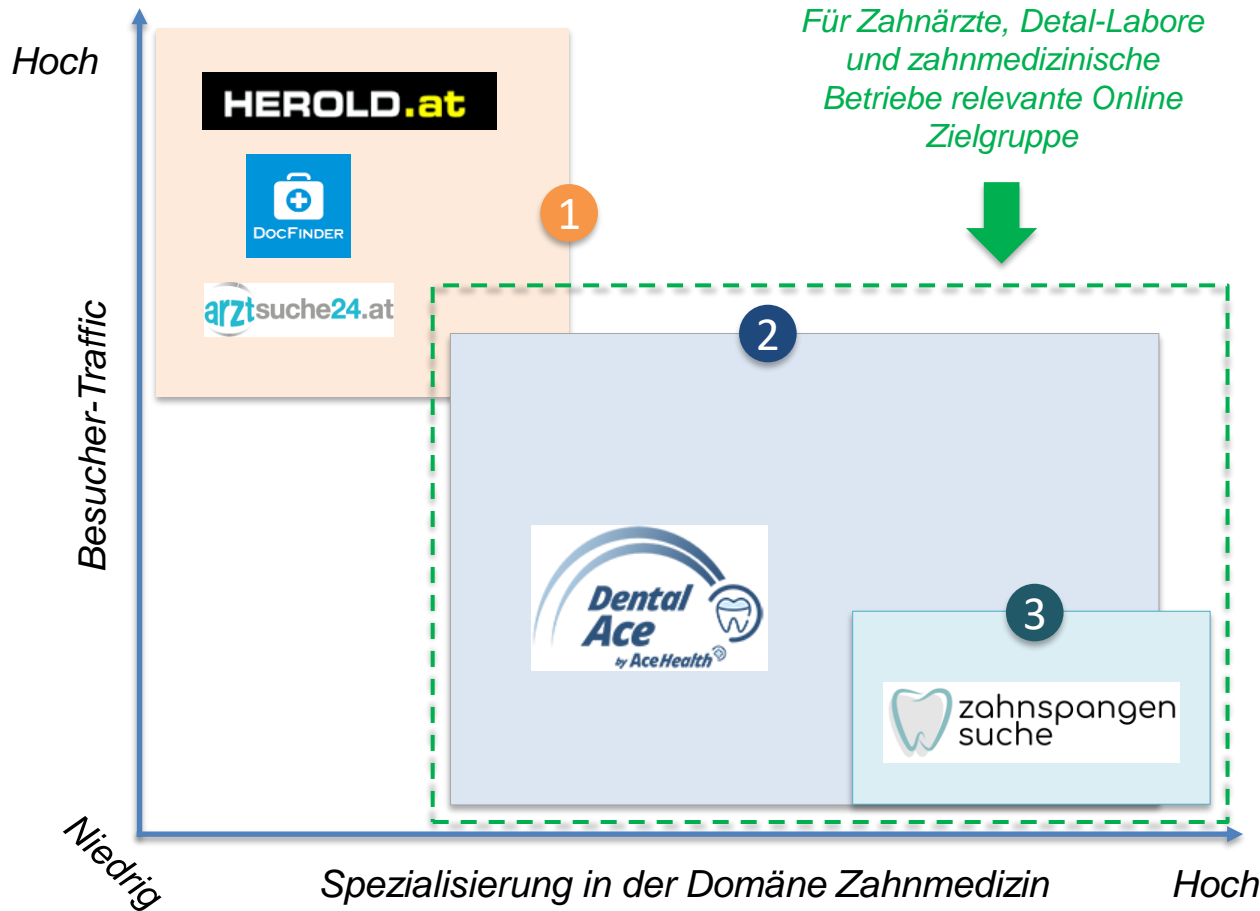 Für Zahnärzte, Detal-Labore
und zahnmedizinische
Betriebe relevante Online
Zielgruppe
Hoch
HEROLD.at
DOCFINDER
1
arztsuche24.at
2
Besucher-Traffic
Dental
Ace
by AceHealth
3
zahnspangen
suche
Niedrig
Spezialisierung in der Domäne Zahnmedizin
Hoch